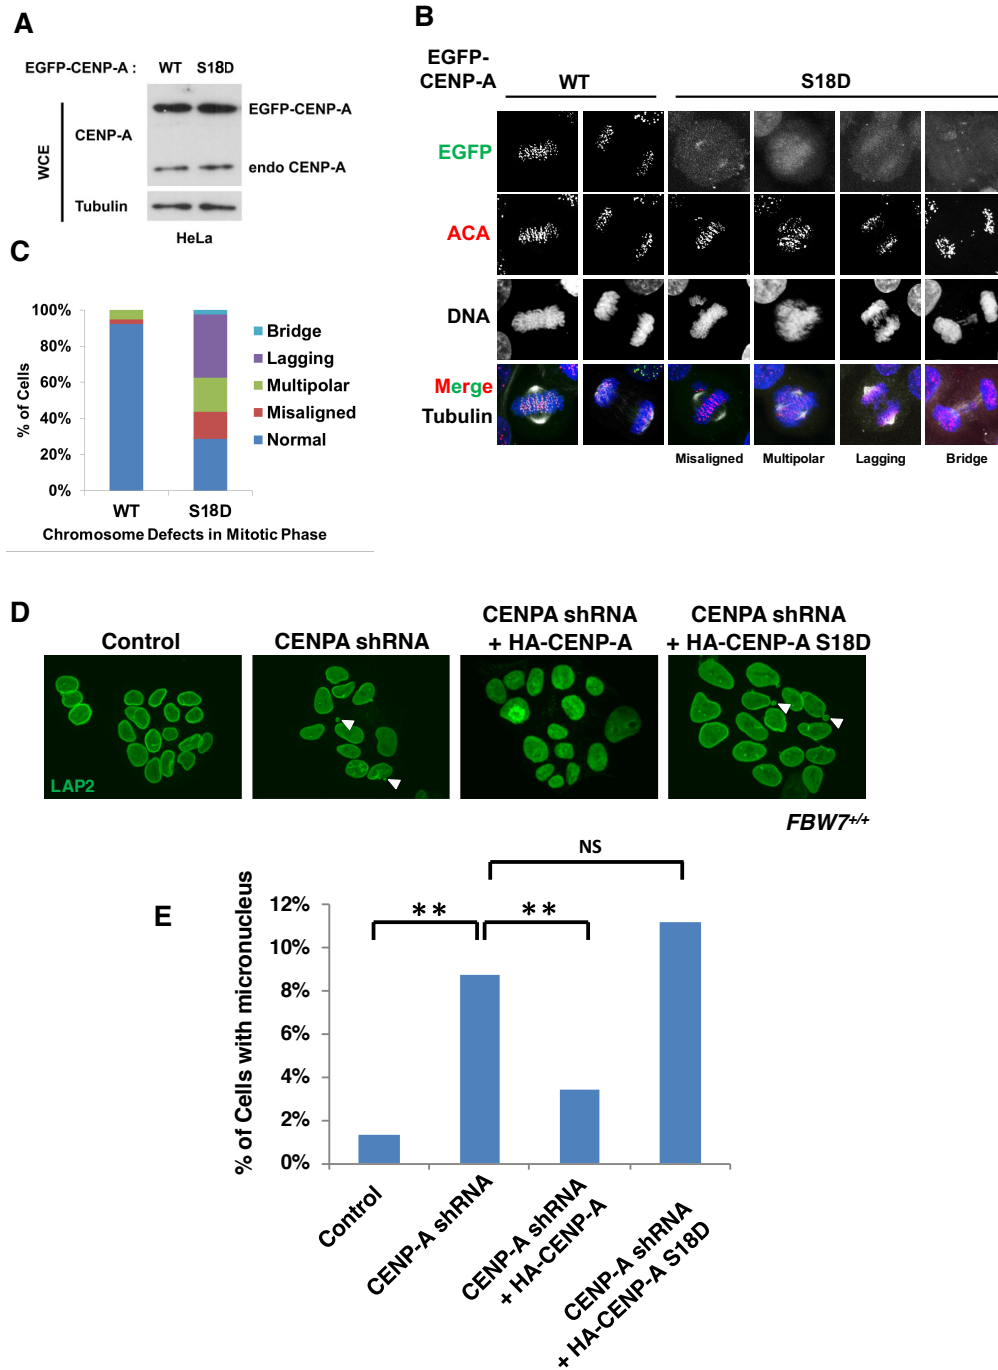 A
EGFP-CENP-A : WT S18D
EGFP-CENP-A
CENP-A
WCE
endo CENP-A
Tubulin
HeLa
B
EGFP-
CENP-A
WT
S18D
EGFP
ACA
DNA
Merge
Tubulin
Misaligned Multipolar Lagging Bridge
C
100%
80%
60%
40%
20%
0%
% of Cells
Bridge
Lagging
Multipolar
Misaligned
Normal
WT S18D
Chromosome Defects in Mitotic Phase
D
Control
CENPA shRNA
CENPA shRNA
+ HA-CENP-A
CENPA shRNA
+ HA-CENP-A S18D
LAP2
FBW7+/+
E
NS
** **
12%
10%
8%
6%
4%
2%
0%
% of Cells with micronucleus
Control
CENP-A shRNA
CENP-A shRNA
+ HA-CENP-A
CENP-A shRNA
+ HA-CENP-A S18D